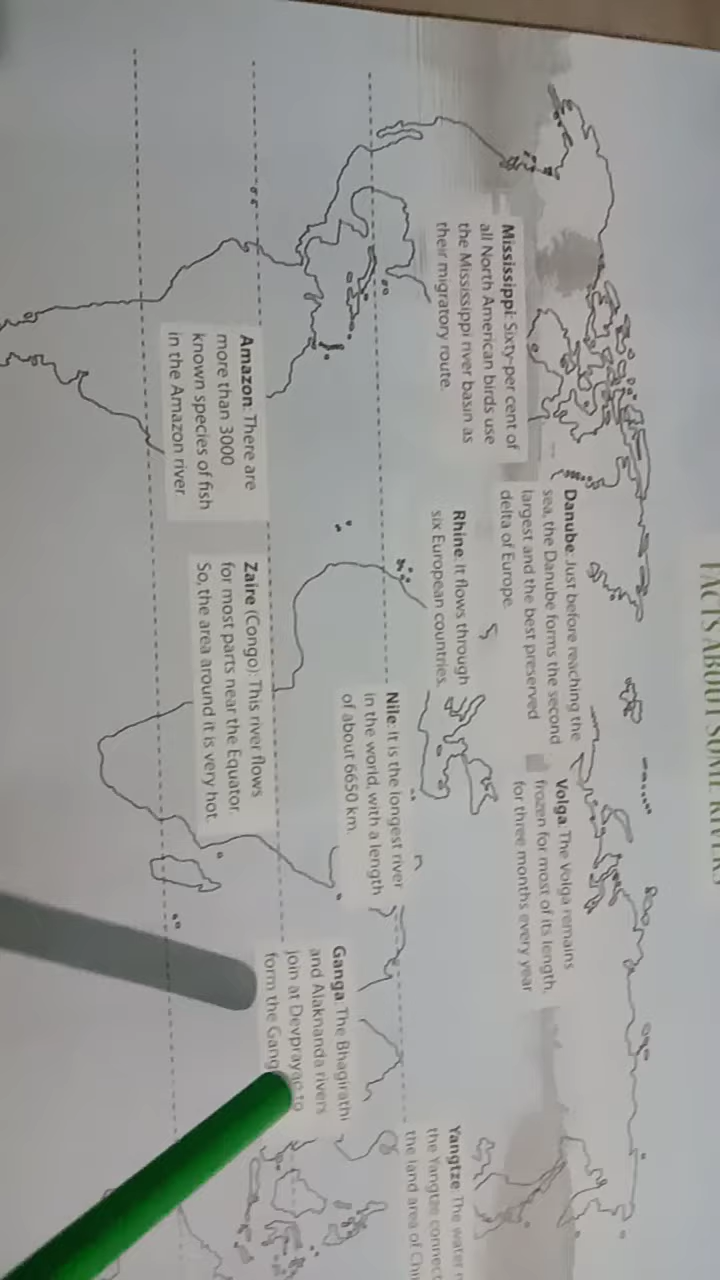 FACTS ABOUT SOME RIVERS
Mississippi: Sixty-per cent of
all North American birds use
the Mississippi river basin as
their migratory route.
Danube: Just before reaching the
sea, the Danube forms the second
largest and the best preserved
delta of Europe.
Volga: The Volga remains
frozen for most of its length,
for three months every year
Rhine: It flows through
six European countries.
Nile: It is the longest river
in the world, with a length
of about 6650 km.
Yangtze: The water
the Yangtze connect
the land area of
Amazon: There are
more than 3000
known species of fish
in the Amazon river
Zaire (Congo): This river flows
for most parts near the Equator.
So, the area around it is very hot.
Ganga: The Bhagirathi
and Alaknanda rivers
join at Devprayag to
form the Gang